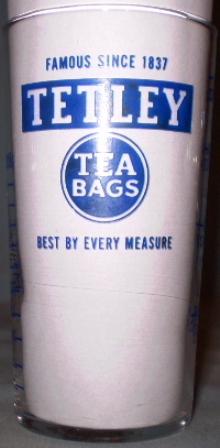 FAMOUS SINCE 1837
TETLEY
TEA
BAGS
BEST BY EVERY MEASURE